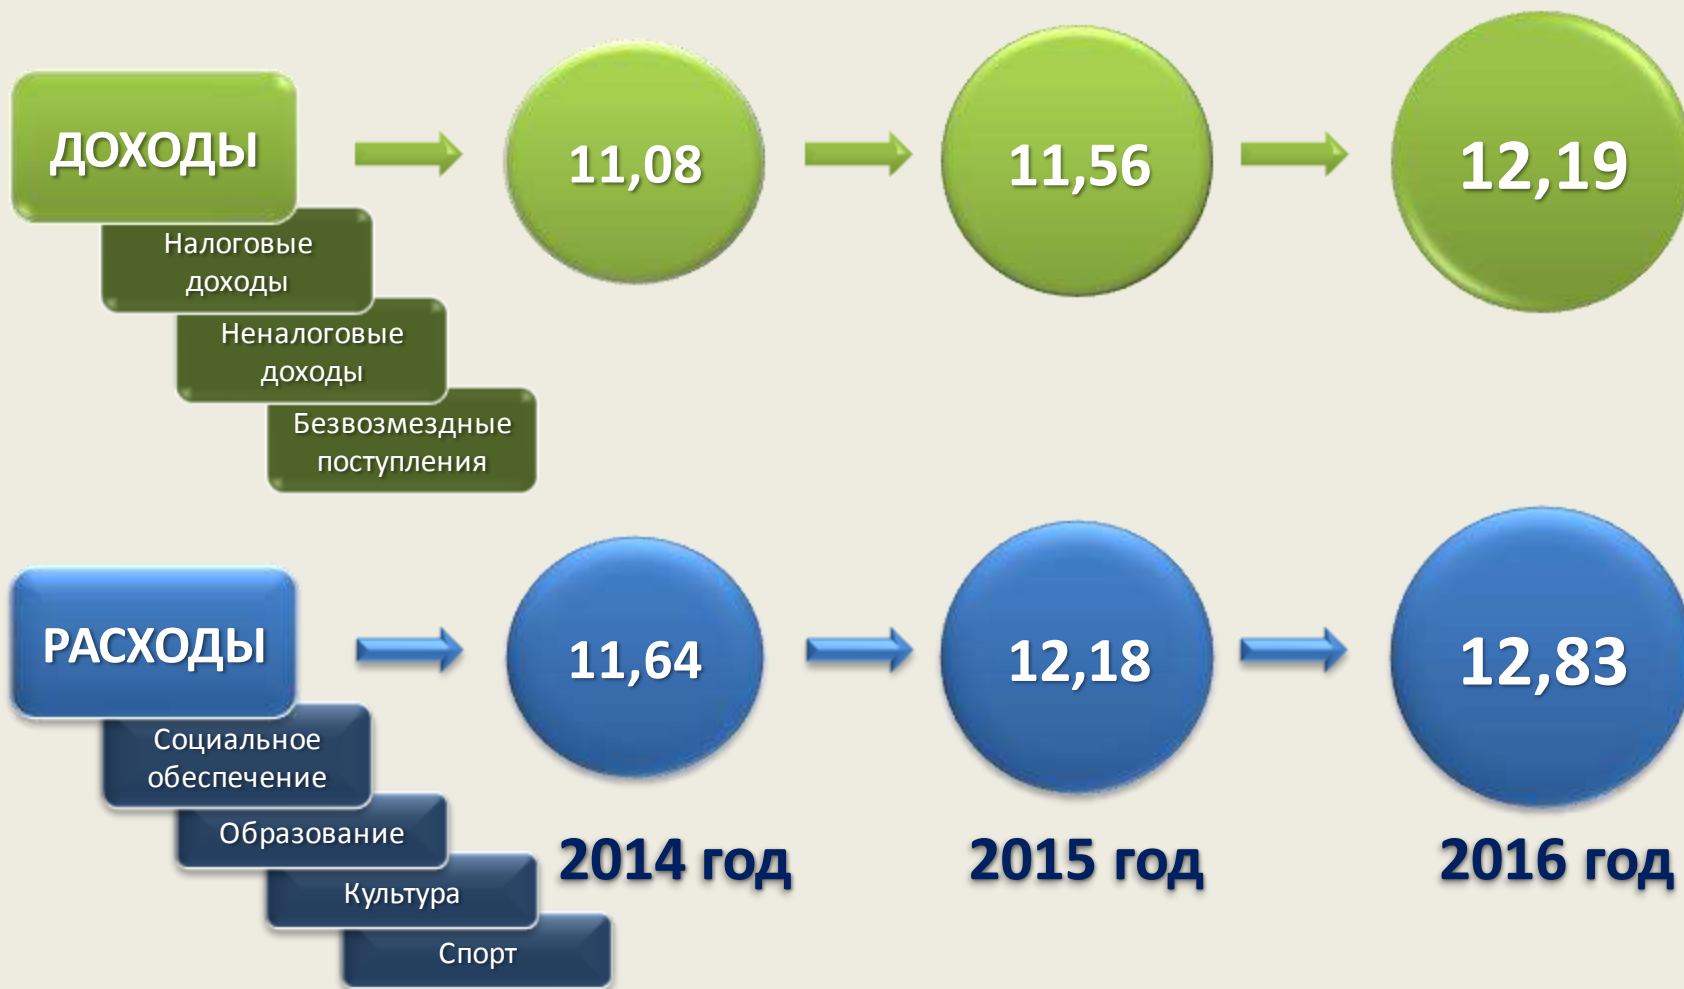 ДОХОДЫ
11,08
11,56
12,19
Налоговые
доходы
Неналоговые
доходы
Безвозмездные
поступления
РАСХОДЫ
11,64
12,18
12,83
Социальное
обеспечение
Образование
Культура
Спорт
2014 год
2015 год
2016 год